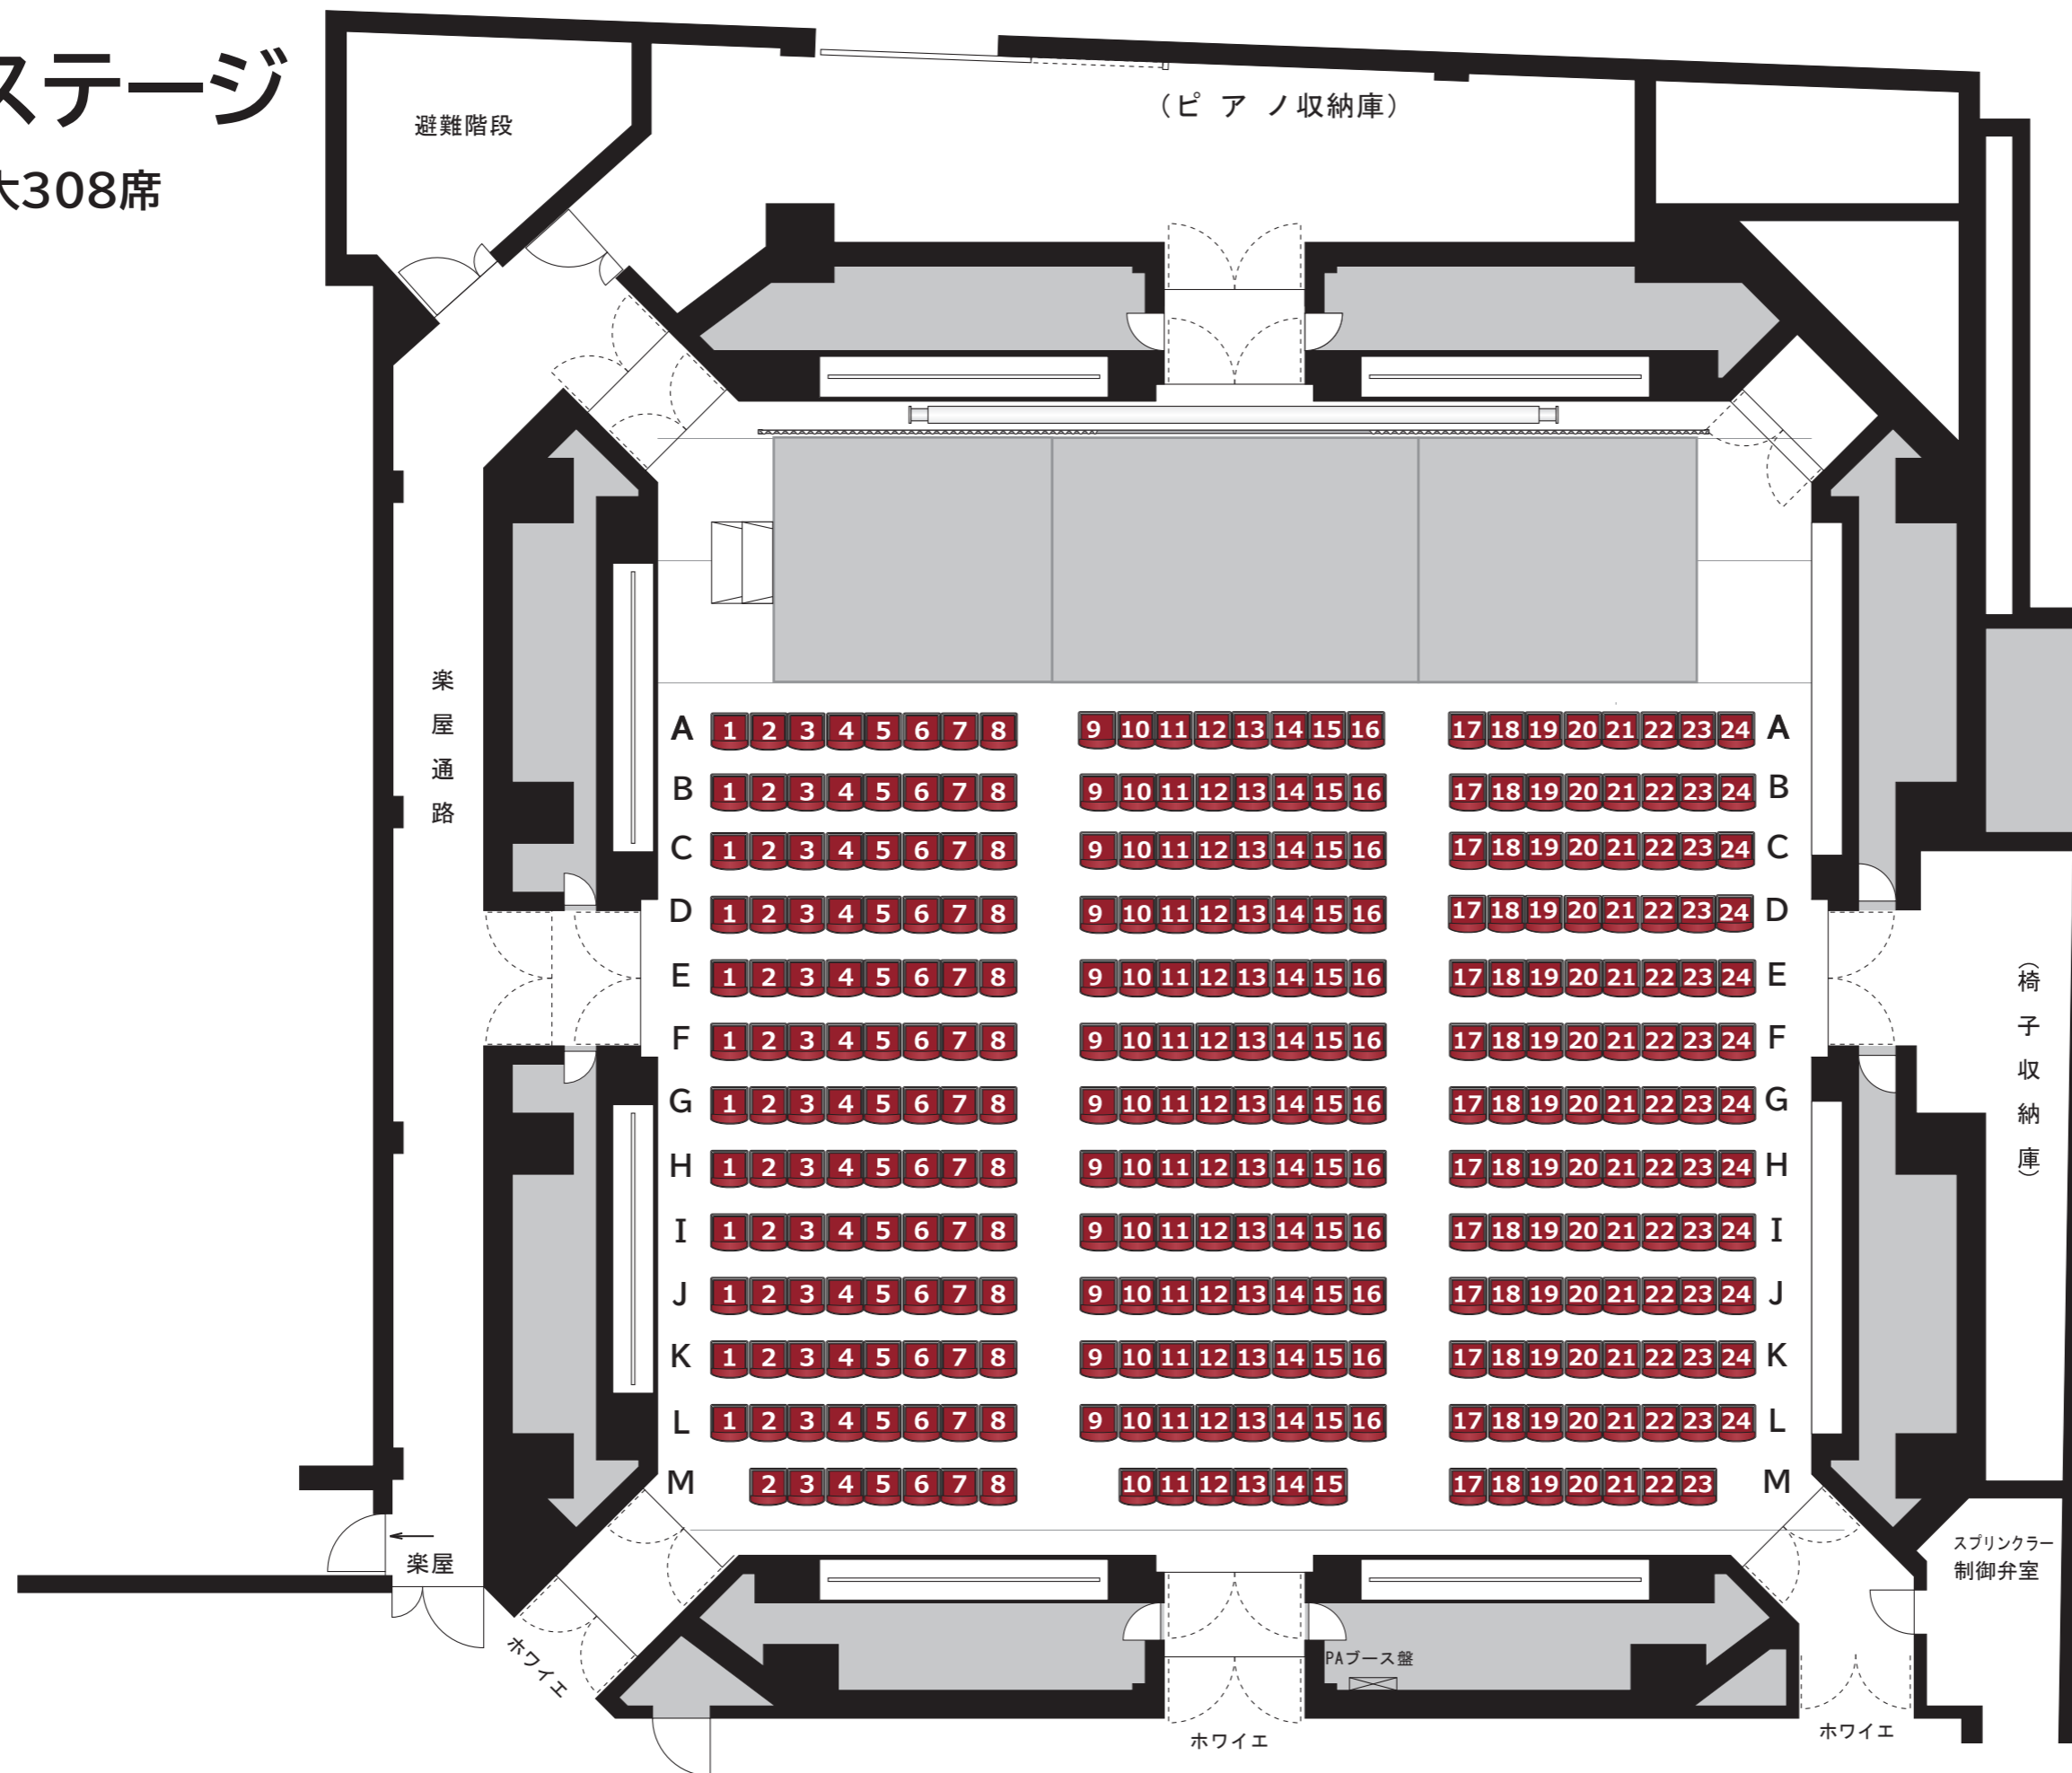 ステージ
大308席
避難階段
（ピ ア ノ収納庫）
楽屋通路
A 1 2 3 4 5 6 7 8 9 10 11 12 13 14 15 16 17 18 19 20 21 22 23 24 A
B 1 2 3 4 5 6 7 8 9 10 11 12 13 14 15 16 17 18 19 20 21 22 23 24 B
C 1 2 3 4 5 6 7 8 9 10 11 12 13 14 15 16 17 18 19 20 21 22 23 24 C
D 1 2 3 4 5 6 7 8 9 10 11 12 13 14 15 16 17 18 19 20 21 22 23 24 D
E 1 2 3 4 5 6 7 8 9 10 11 12 13 14 15 16 17 18 19 20 21 22 23 24 E
F 1 2 3 4 5 6 7 8 9 10 11 12 13 14 15 16 17 18 19 20 21 22 23 24 F
G 1 2 3 4 5 6 7 8 9 10 11 12 13 14 15 16 17 18 19 20 21 22 23 24 G
H 1 2 3 4 5 6 7 8 9 10 11 12 13 14 15 16 17 18 19 20 21 22 23 24 H
I 1 2 3 4 5 6 7 8 9 10 11 12 13 14 15 16 17 18 19 20 21 22 23 24 I
J 1 2 3 4 5 6 7 8 9 10 11 12 13 14 15 16 17 18 19 20 21 22 23 24 J
K 1 2 3 4 5 6 7 8 9 10 11 12 13 14 15 16 17 18 19 20 21 22 23 24 K
L 1 2 3 4 5 6 7 8 9 10 11 12 13 14 15 16 17 18 19 20 21 22 23 24 L
M 2 3 4 5 6 7 8 10 11 12 13 14 15 17 18 19 20 21 22 23 M
（椅子収納庫）
楽屋
スプリンクラー
制御弁室
ホワイエ
PAブース盤
ホワイエ
ホワイエ